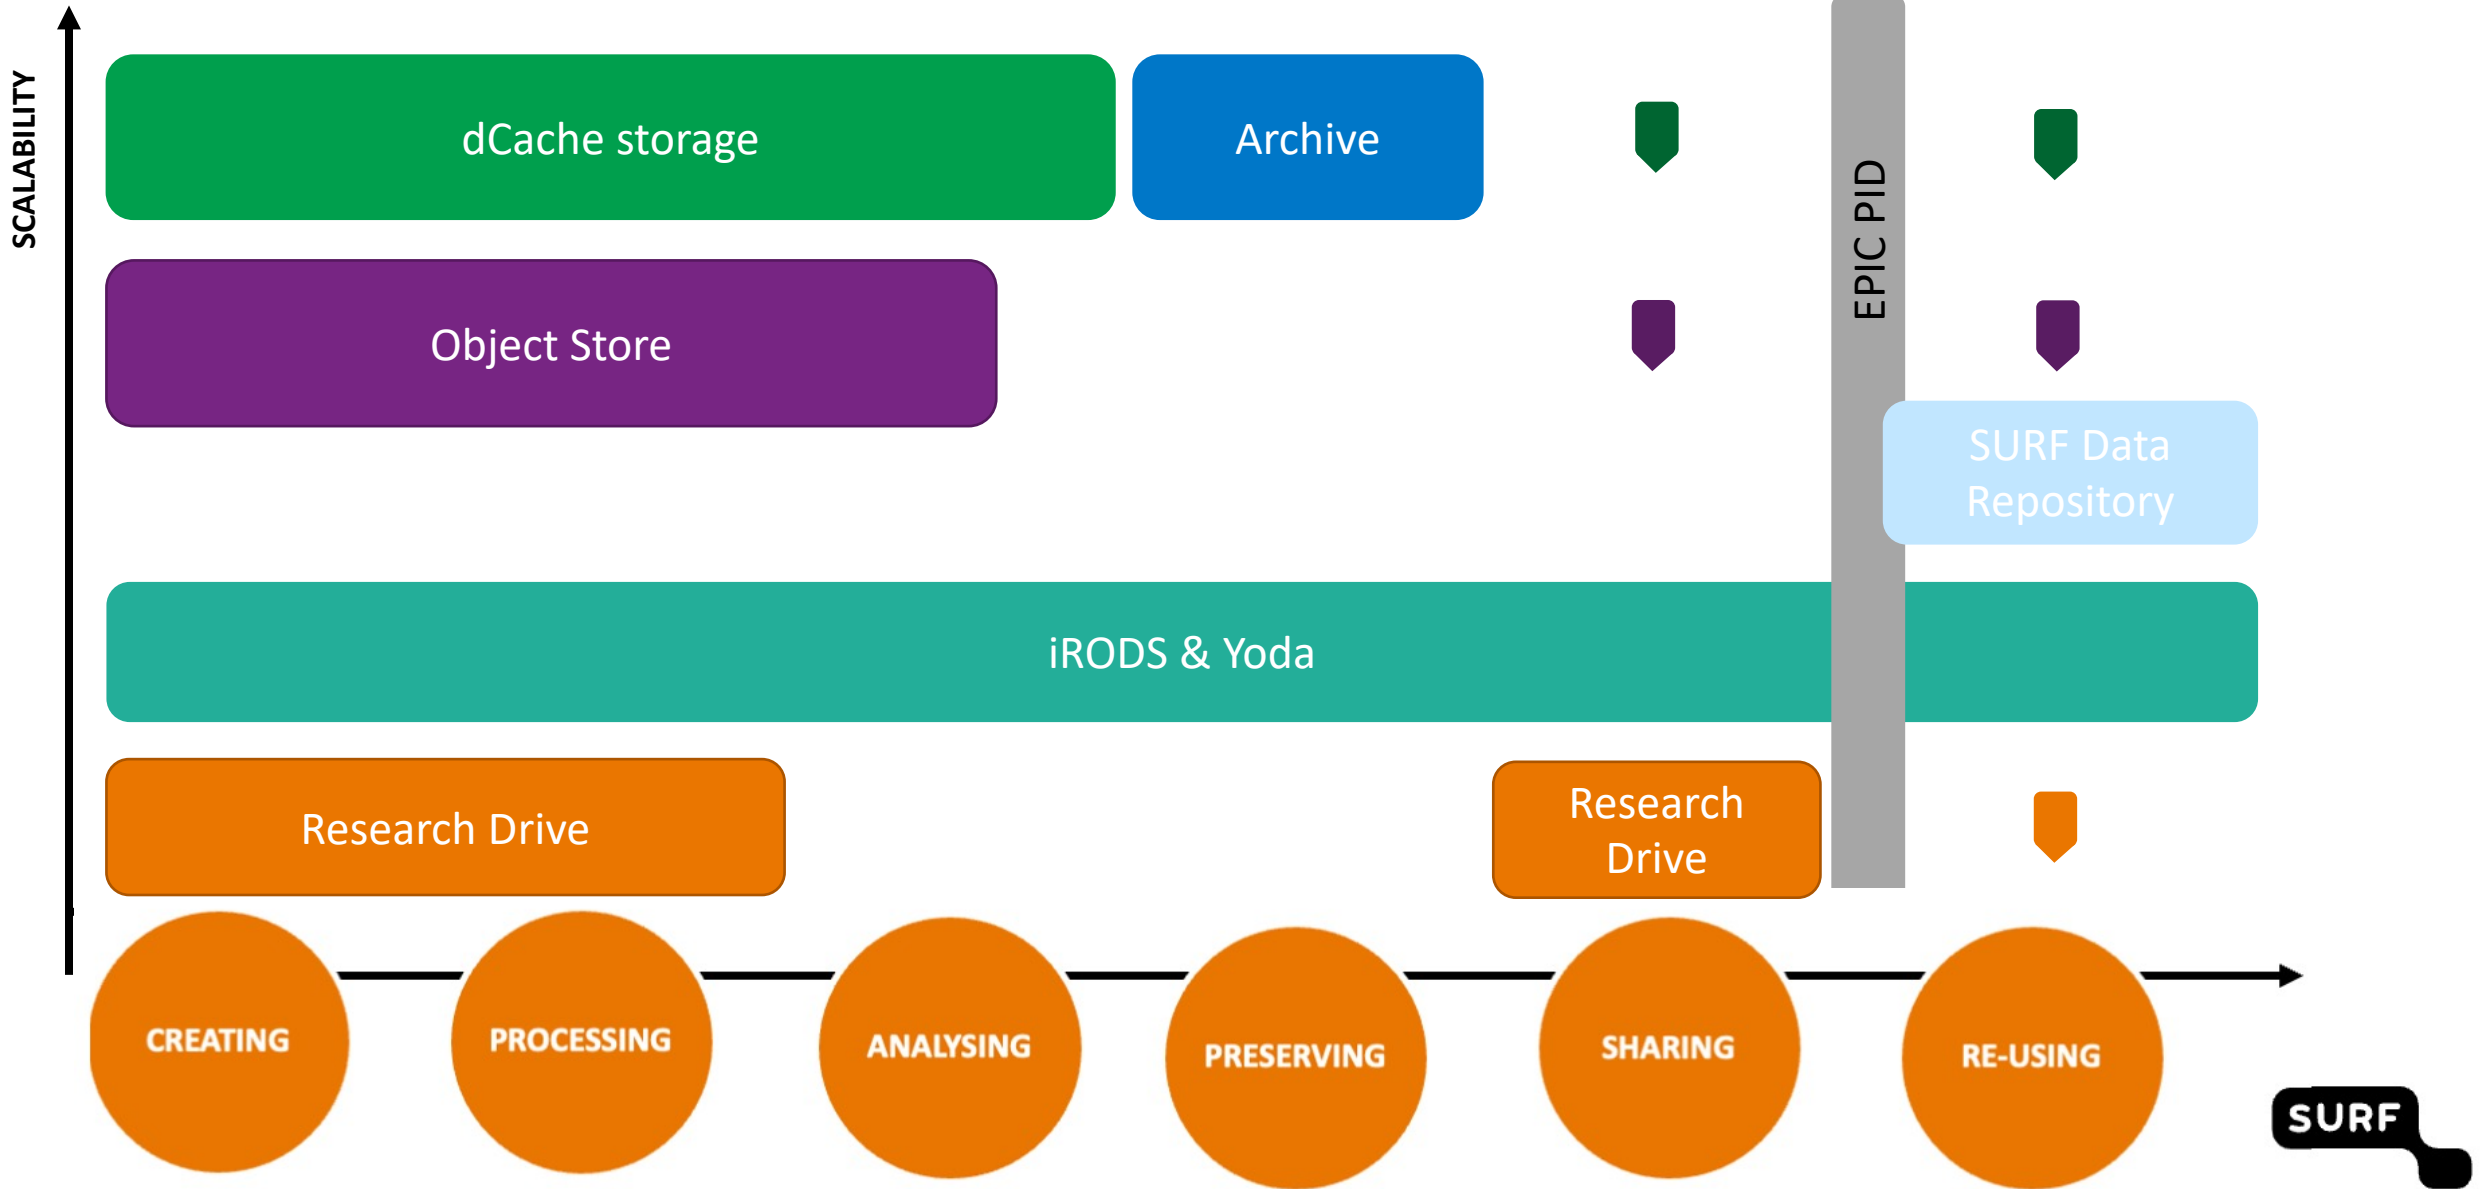 SCALABILITY
dCache storage
Archive
EPIC PID
Object Store
SURF Data
Repository
iRODS & Yoda
Research Drive
Research
Drive
CREATING
PROCESSING
ANALYSING
PRESERVING
SHARING
RE-USING
SURF